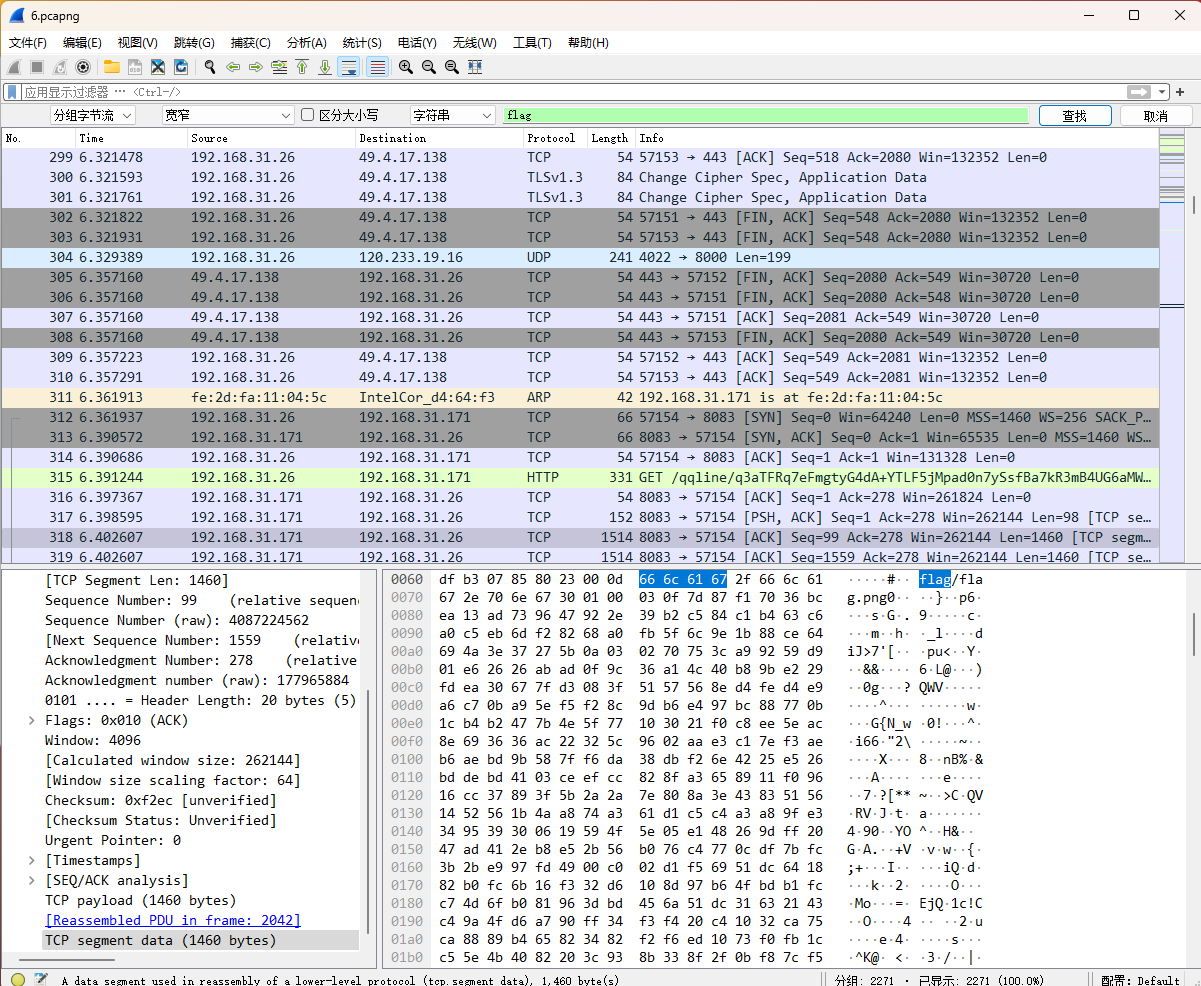 6.pcapng
文件(F) 编辑(E) 视图(V) 跳转(G) 捕获(C) 分析(A) 统计(S) 电话(Y) 无线(W) 工具(T) 帮助(H)
应用显示过滤器 ⋯ <Ctrl-/>
分组字节流 宽窄 区分大小写 字符串 flag 查找 取消
No. Time Source Destination Protocol Length Info
299 6.321478 192.168.31.26 49.4.17.138 TCP 54 57153 → 443 [ACK] Seq=518 Ack=2080 Win=132352 Len=0
300 6.321593 192.168.31.26 49.4.17.138 TLSv1.3 84 Change Cipher Spec, Application Data
301 6.321761 192.168.31.26 49.4.17.138 TLSv1.3 84 Change Cipher Spec, Application Data
302 6.321822 192.168.31.26 49.4.17.138 TCP 54 57151 → 443 [FIN, ACK] Seq=548 Ack=2080 Win=132352 Len=0
303 6.321931 192.168.31.26 49.4.17.138 TCP 54 57152 → 443 [FIN, ACK] Seq=548 Ack=2080 Win=132352 Len=0
304 6.329389 192.168.31.26 120.233.19.16 UDP 241 4022 → 8000 Len=199
305 6.357160 49.4.17.138 192.168.31.26 TCP 54 443 → 57152 [FIN, ACK] Seq=2080 Ack=549 Win=30720 Len=0
306 6.357160 49.4.17.138 192.168.31.26 TCP 54 443 → 57151 [FIN, ACK] Seq=2080 Ack=548 Win=30720 Len=0
307 6.357160 49.4.17.138 192.168.31.26 TCP 54 443 → 57151 [ACK] Seq=2081 Ack=549 Win=30720 Len=0
308 6.357160 49.4.17.138 192.168.31.26 TCP 54 443 → 57153 [FIN, ACK] Seq=2080 Ack=549 Win=30720 Len=0
309 6.357223 192.168.31.26 49.4.17.138 TCP 54 57152 → 443 [ACK] Seq=549 Ack=2081 Win=132352 Len=0
310 6.357291 192.168.31.26 49.4.17.138 TCP 54 57153 → 443 [ACK] Seq=549 Ack=2081 Win=132352 Len=0
311 6.361913 fe:2d:fa:11:04:5c IntelCor_d4:64:f3 ARP 42 192.168.31.171 is at fe:2d:fa:11:04:5c
312 6.361937 192.168.31.26 192.168.31.171 TCP 66 57154 → 8083 [SYN] Seq=0 Win=64240 Len=0 MSS=1460 WS=256 SACK_P…
313 6.390572 192.168.31.171 192.168.31.26 TCP 66 8083 → 57154 [SYN, ACK] Seq=0 Ack=1 Win=65535 Len=0 MSS=1460 WS…
314 6.390686 192.168.31.26 192.168.31.171 TCP 54 57154 → 8083 [ACK] Seq=1 Ack=1 Win=131328 Len=0
315 6.391244 192.168.31.26 192.168.31.171 HTTP 331 GET /qqline/q3aTFRq7eFmgtyG4dA+YTLF5jMpad0n7ySsfBa7kR3mB4UG6aMW…
316 6.397367 192.168.31.171 192.168.31.26 TCP 54 8083 → 57154 [ACK] Seq=1 Ack=278 Win=261824 Len=0
317 6.398595 192.168.31.171 192.168.31.26 TCP 152 8083 → 57154 [PSH, ACK] Seq=1 Ack=278 Win=262144 Len=98 [TCP se…
318 6.402607 192.168.31.171 192.168.31.26 TCP 1514 8083 → 57154 [ACK] Seq=99 Ack=278 Win=262144 Len=1460 [TCP segm…
319 6.402607 192.168.31.171 192.168.31.26 TCP 1514 8083 → 57154 [ACK] Seq=1559 Ack=278 Win=262144 Len=1460 [TCP se…
[TCP Segment Len: 1460]
Sequence Number: 99 (relative sequen
Sequence Number (raw): 4087224562
[Next Sequence Number: 1559 (relativ
Acknowledgment Number: 278 (relative
Acknowledgment number (raw): 177965884
0101 .... = Header Length: 20 bytes (5)
Flags: 0x010 (ACK)
Window: 4096
[Calculated window size: 262144]
[Window size scaling factor: 64]
Checksum: 0xf2ec [unverified]
[Checksum Status: Unverified]
Urgent Pointer: 0
[Timestamps]
[SEQ/ACK analysis]
TCP payload (1460 bytes)
[Reassembled PDU in frame: 2042]
TCP segment data (1460 bytes)
0060 df b3 07 85 80 23 00 0d 66 6c 61 67 2f 66 6c 61 ·····#·· flag/fla
0070 67 2e 70 6e 67 30 01 00 03 0f 7d 87 f1 70 36 bc g.png0·· ··}··p6·
0080 ea 13 ad 73 96 47 92 2e 39 b2 c5 84 c1 b4 63 c6 ···s·G·. 9·····c·
0090 a0 c5 eb 6d f2 82 68 a0 fb 5f 6c 9e 1b 88 ce 64 ···m··h· ·_l····d
00a0 69 4a 3e 37 27 5b 0a 03 02 70 75 3c a9 92 59 d9 iJ>7'[·· ·pu<··Y·
00b0 01 e6 26 26 ab ad 0f 9c 36 a1 4c 40 b8 9b e2 29 ··&&···· 6·L@···)
00c0 fd ea 30 67 7f d3 08 3f 51 57 56 8e d4 fe d4 e9 ··0g···? QWV·····
00d0 a6 c7 0b a9 5e f5 f2 8c 9d b6 e4 97 bc 88 77 0b ····^··· ······w·
00e0 1c b4 b2 47 7b 4e 5f 77 10 30 21 f0 c8 ee 5e ac ···G{N_w ·0!···^·
00f0 8e 69 36 36 ac 22 32 5c 96 02 aa e3 c1 7e f3 ae ·i66·"2\ ·····~··
0100 b6 ae bd 9b 58 7f f6 da 38 db f2 6e 42 25 e5 26 ····X··· 8··nB%·&
0110 bd de bd 41 03 ce ef cc 82 8f a3 65 89 11 f0 96 ···A···· ···e····
0120 16 cc 37 89 3f 5b 2a 2a 7e 80 8a 3e 43 83 51 56 ··7·?[** ~··>C·QV
0130 14 52 56 1b 4a a8 74 a3 61 d1 c5 c4 a3 a8 9f e3 ·RV·J·t· a·······
0140 34 95 39 30 06 19 59 4f 5e 05 e1 48 26 9d ff 20 4·90··YO ^··H&··
0150 47 ad 41 2e b8 e5 2b 56 b0 76 c4 77 0c df 7b fc G·A.··+V ·v·w··{·
0160 3b 2b e9 97 fd 49 00 c0 02 d1 f5 69 51 dc 64 18 ;+···I·· ···iQ·d·
0170 82 b0 fc 6b 16 f3 32 d6 10 8d 97 b6 4f bd b1 fc ···k··2· ····O···
0180 c7 4d 6f b0 81 96 3d bd 45 6a 51 dc 31 63 21 43 ·Mo···=· EjQ·1c!C
0190 c4 9a 4f d6 a7 90 ff 34 f3 f4 20 c4 10 32 ca 75 ··O····4 ·· ··2·u
01a0 ca 88 89 b4 65 82 34 82 f2 f6 ed 10 73 f0 fb 1c ····e·4· ····s···
01b0 c5 5e 4b 40 82 20 3c 93 8b 33 8f 2f 0b f8 7c f5 ·^K@· <· ·3·/··|·
A data segment used in reassembly of a lower-level protocol (tcp.segment_data), 1,460 byte(s) 分组: 2271 · 已显示: 2271 (100.0%) 配置: Default